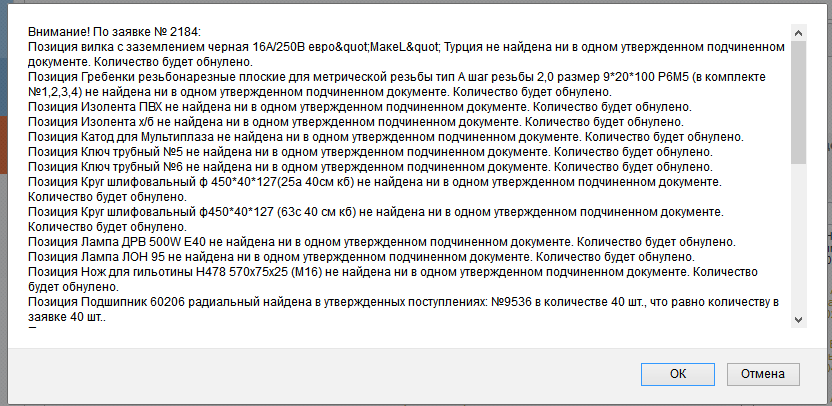 Внимание! По заявке № 2184:
Позиция вилка с заземлением черная 16А/250В евро&quot;MakeL&quot; Турция не найдена ни в одном утвержденном подчиненном
документе. Количество будет обнулено.
Позиция Гребенки резьбонарезные плоские для метрической резьбы тип А шаг резьбы 2,0 размер 9*20*100 Р6М5 (в комплекте
№1,2,3,4) не найдена ни в одном утвержденном подчиненном документе. Количество будет обнулено.
Позиция Изолента ПВХ не найдена ни в одном утвержденном подчиненном документе. Количество будет обнулено.
Позиция Изолента х/б не найдена ни в одном утвержденном подчиненном документе. Количество будет обнулено.
Позиция Катод для Мультиплаза не найдена ни в одном утвержденном подчиненном документе. Количество будет обнулено.
Позиция Ключ трубный №5 не найдена ни в одном утвержденном подчиненном документе. Количество будет обнулено.
Позиция Ключ трубный №6 не найдена ни в одном утвержденном подчиненном документе. Количество будет обнулено.
Позиция Круг шлифовальный ф 450*40*127(25а 40см кб) не найдена ни в одном утвержденном подчиненном документе.
Количество будет обнулено.
Позиция Круг шлифовальный ф450*40*127 (63с 40 см кб) не найдена ни в одном утвержденном подчиненном документе.
Количество будет обнулено.
Позиция Лампа ДРВ 500W Е40 не найдена ни в одном утвержденном подчиненном документе. Количество будет обнулено.
Позиция Лампа ЛОН 95 не найдена ни в одном утвержденном подчиненном документе. Количество будет обнулено.
Позиция Нож для гильотины Н478 570х75х25 (М16) не найдена ни в одном утвержденном подчиненном документе. Количество
будет обнулено.
Позиция Подшипник 60206 радиальный найдена в утвержденных поступлениях: №9536 в количестве 40 шт., что равно количеству в
заявке 40 шт..
ОК
Отмена